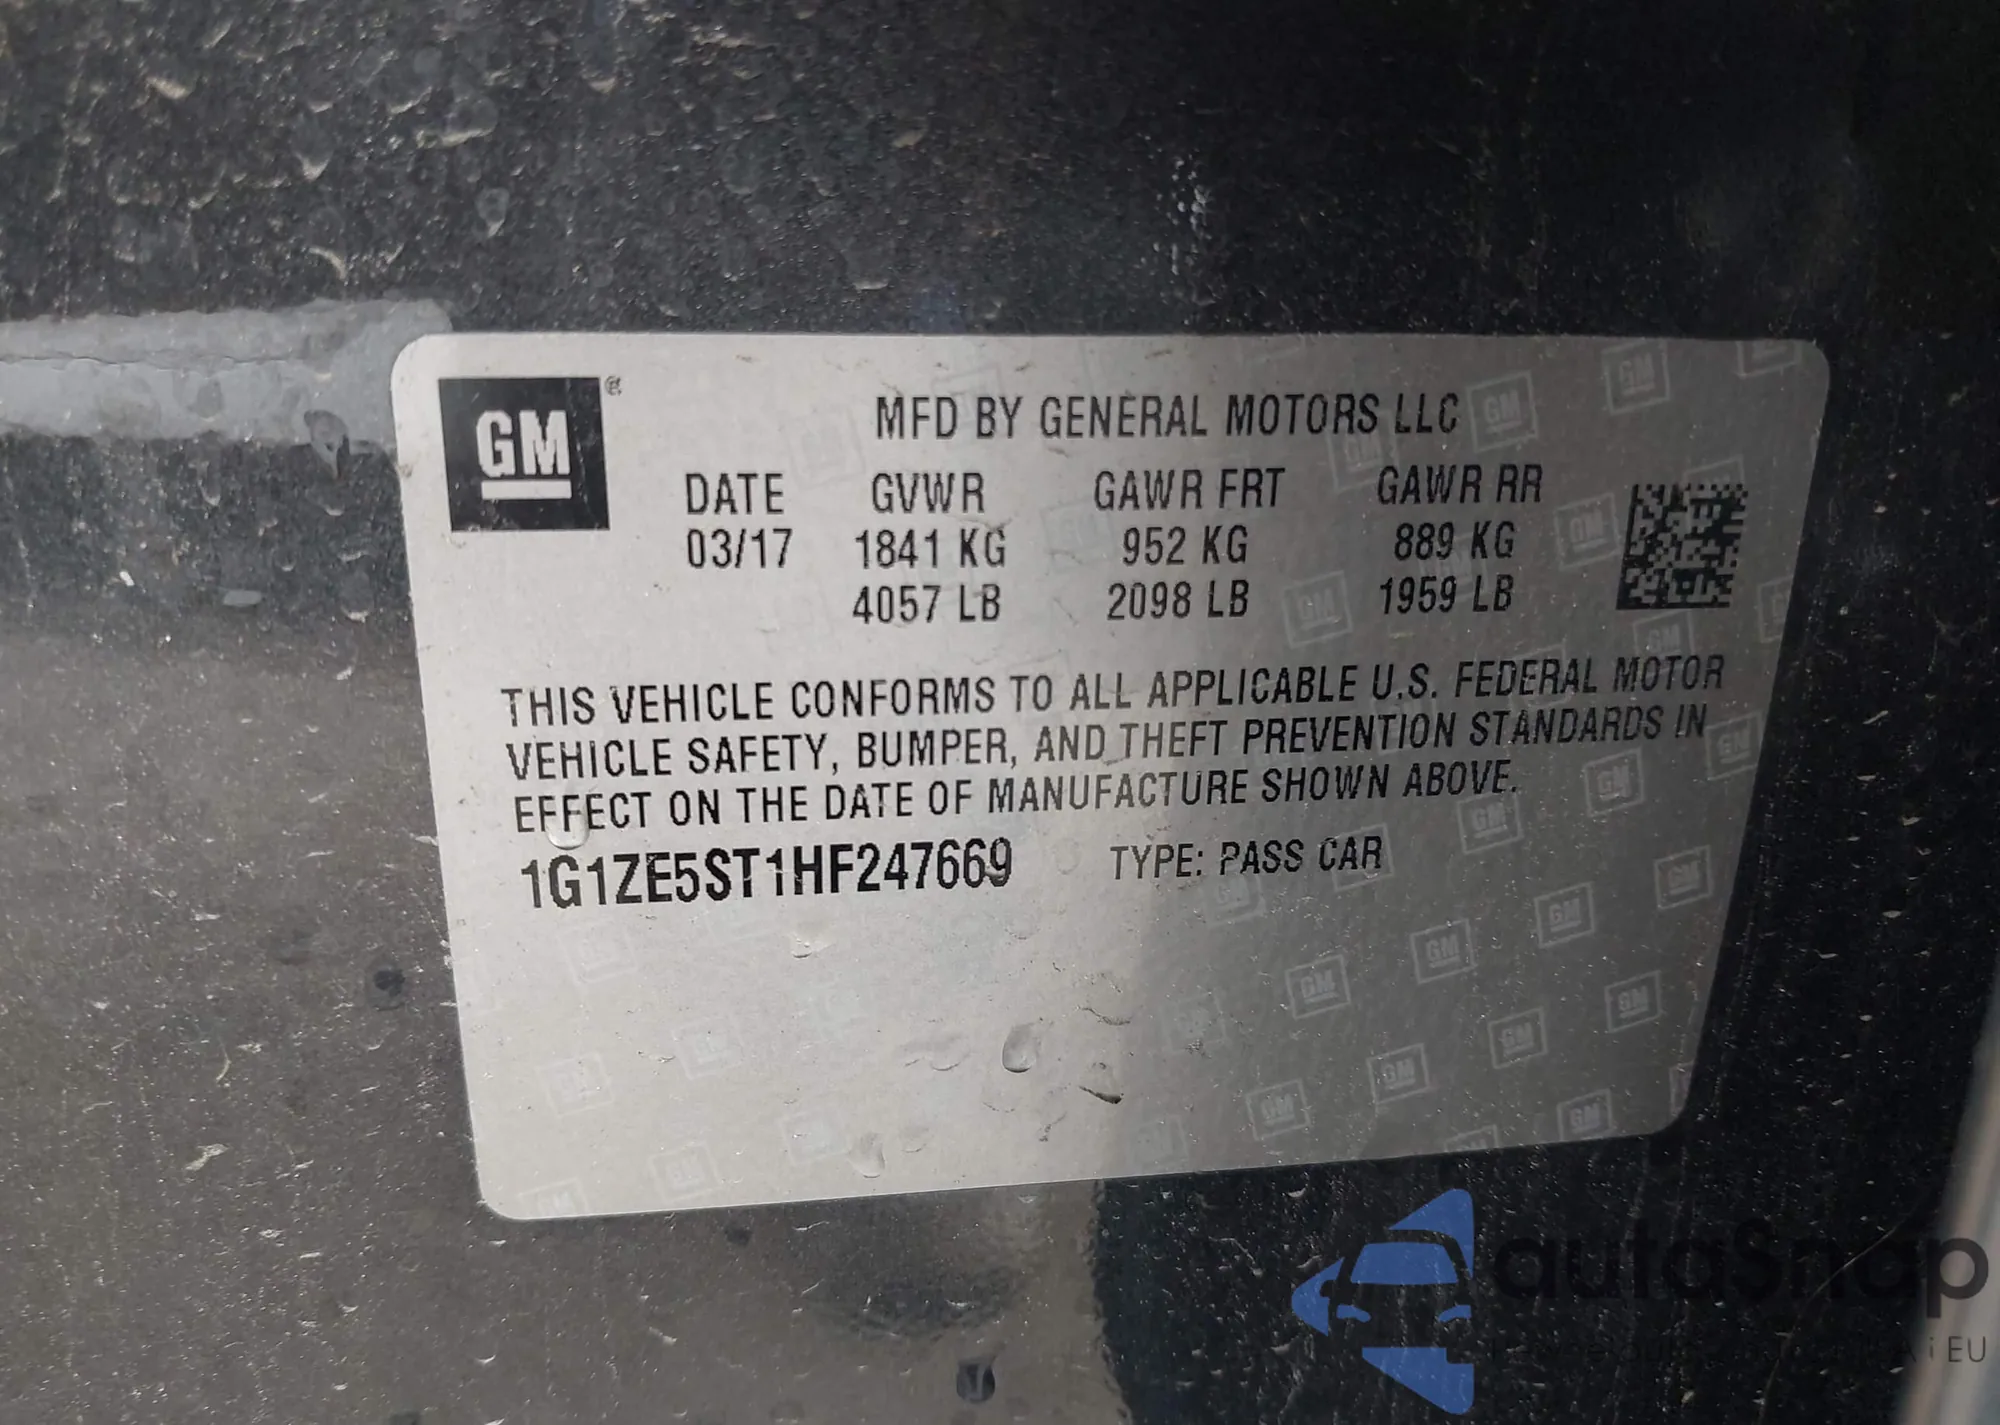 GM®
MFD BY GENERAL MOTORS LLC
DATE GVWR GAWR FRT GAWR RR
03/17 1841 KG 952 KG 889 KG
4057 LB 2098 LB 1959 LB
THIS VEHICLE CONFORMS TO ALL APPLICABLE U.S. FEDERAL MOTOR
VEHICLE SAFETY, BUMPER, AND THEFT PREVENTION STANDARDS IN
EFFECT ON THE DATE OF MANUFACTURE SHOWN ABOVE.
1G1ZE5ST1HF247669 TYPE: PASS CAR
autaSnap
i EU